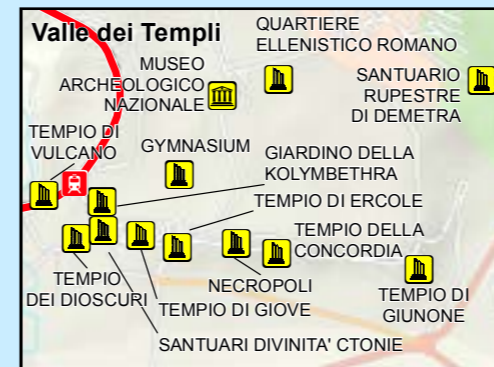 Valle dei Templi
QUARTIERE
ELLENISTICO ROMANO
MUSEO
ARCHEOLOGICO
NAZIONALE
SANTUARIO
RUPESTRE
DI DEMETRA
TEMPIO DI
VULCANO
GYMNASIUM
GIARDINO DELLA
KOLYMBETHRA
TEMPIO DI ERCOLE
TEMPIO DELLA
CONCORDIA
TEMPIO
DEI DIOSCURI
NECROPOLI
TEMPIO DI GIOVE
TEMPIO DI
GIUNONE
SANTUARI DIVINITA' CTONIE